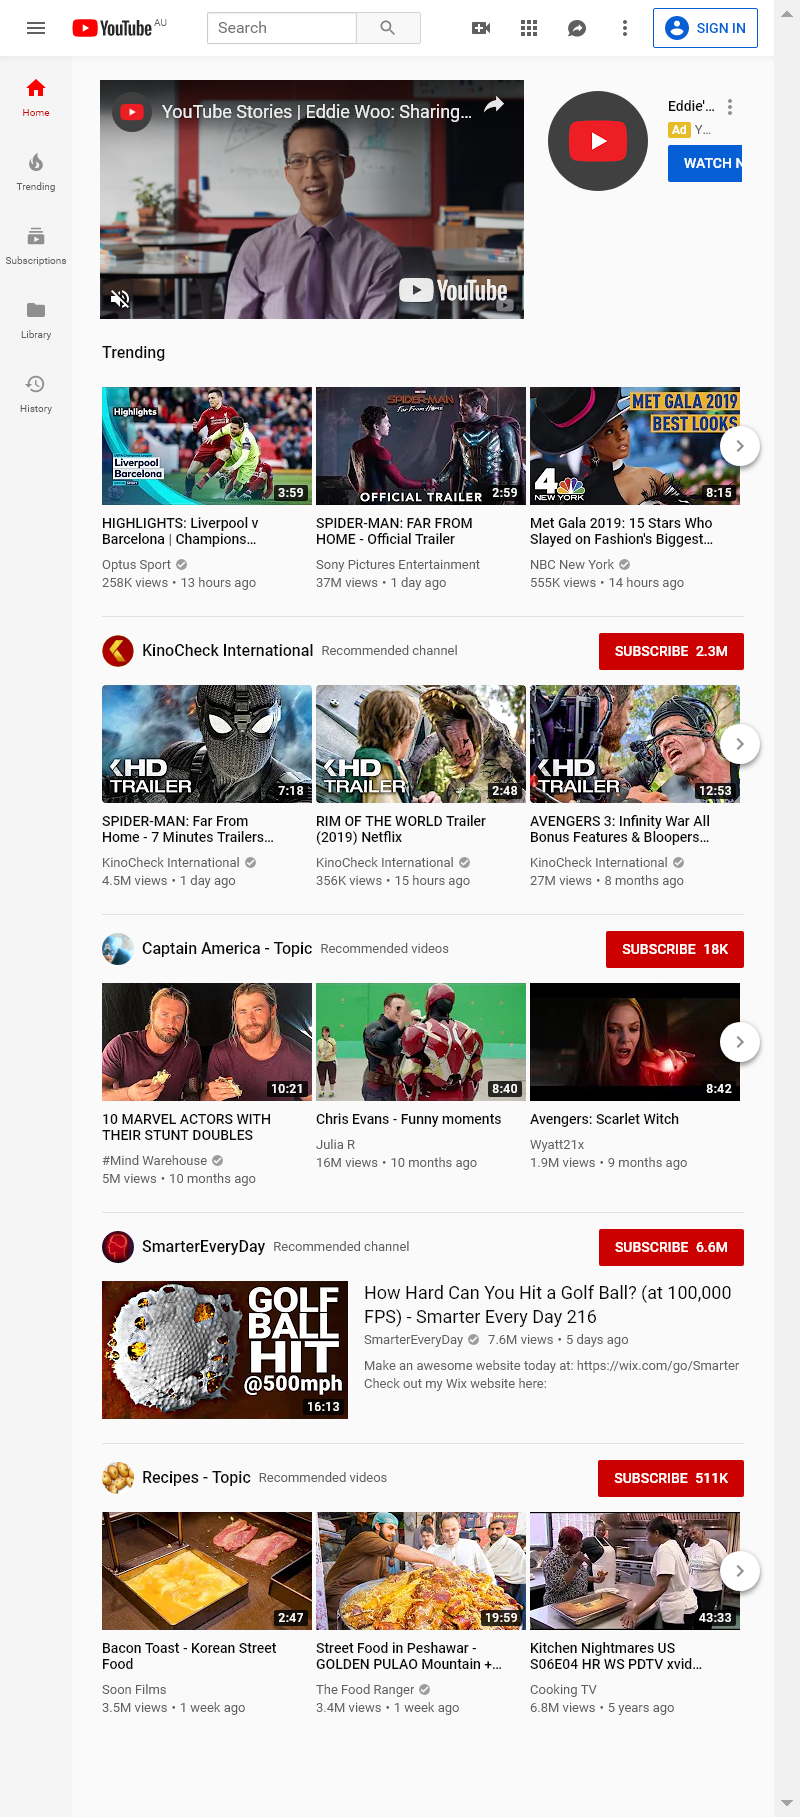 YouTube AU
Search
SIGN IN
Home
Trending
Subscriptions
Library
History
YouTube Stories | Eddie Woo: Sharing...
YouTube
Eddie'...
Ad Y...
WATCH N
Trending
Highlights
Liverpool
Barcelona
3:59
HIGHLIGHTS: Liverpool v
Barcelona | Champions...
Optus Sport
258K views • 13 hours ago
SPIDER-MAN
Far From Home
OFFICIAL TRAILER
2:59
SPIDER-MAN: FAR FROM
HOME - Official Trailer
Sony Pictures Entertainment
37M views • 1 day ago
MET GALA 2019
BEST LOOKS
4
NEW YORK
8:15
Met Gala 2019: 15 Stars Who
Slayed on Fashion's Biggest...
NBC New York
555K views • 14 hours ago
KinoCheck International Recommended channel
SUBSCRIBE 2.3M
HD
TRAILER
7:18
SPIDER-MAN: Far From
Home - 7 Minutes Trailers...
KinoCheck International
4.5M views • 1 day ago
HD
TRAILER
2:48
RIM OF THE WORLD Trailer
(2019) Netflix
KinoCheck International
356K views • 15 hours ago
HD
TRAILER
12:53
AVENGERS 3: Infinity War All
Bonus Features & Bloopers...
KinoCheck International
27M views • 8 months ago
Captain America - Topic Recommended videos
SUBSCRIBE 18K
10:21
10 MARVEL ACTORS WITH
THEIR STUNT DOUBLES
#Mind Warehouse
5M views • 10 months ago
8:40
Chris Evans - Funny moments
Julia R
16M views • 10 months ago
8:42
Avengers: Scarlet Witch
Wyatt21x
1.9M views • 9 months ago
SmarterEveryDay Recommended channel
SUBSCRIBE 6.6M
GOLF
BALL
HIT
@500mph
16:13
How Hard Can You Hit a Golf Ball? (at 100,000
FPS) - Smarter Every Day 216
SmarterEveryDay 7.6M views • 5 days ago
Make an awesome website today at: https://wix.com/go/Smarter
Check out my Wix website here:
Recipes - Topic Recommended videos
SUBSCRIBE 511K
2:47
Bacon Toast - Korean Street
Food
Soon Films
3.5M views • 1 week ago
19:59
Street Food in Peshawar -
GOLDEN PULAO Mountain +...
The Food Ranger
3.4M views • 1 week ago
43:33
Kitchen Nightmares US
S06E04 HR WS PDTV xvid...
Cooking TV
6.8M views • 5 years ago